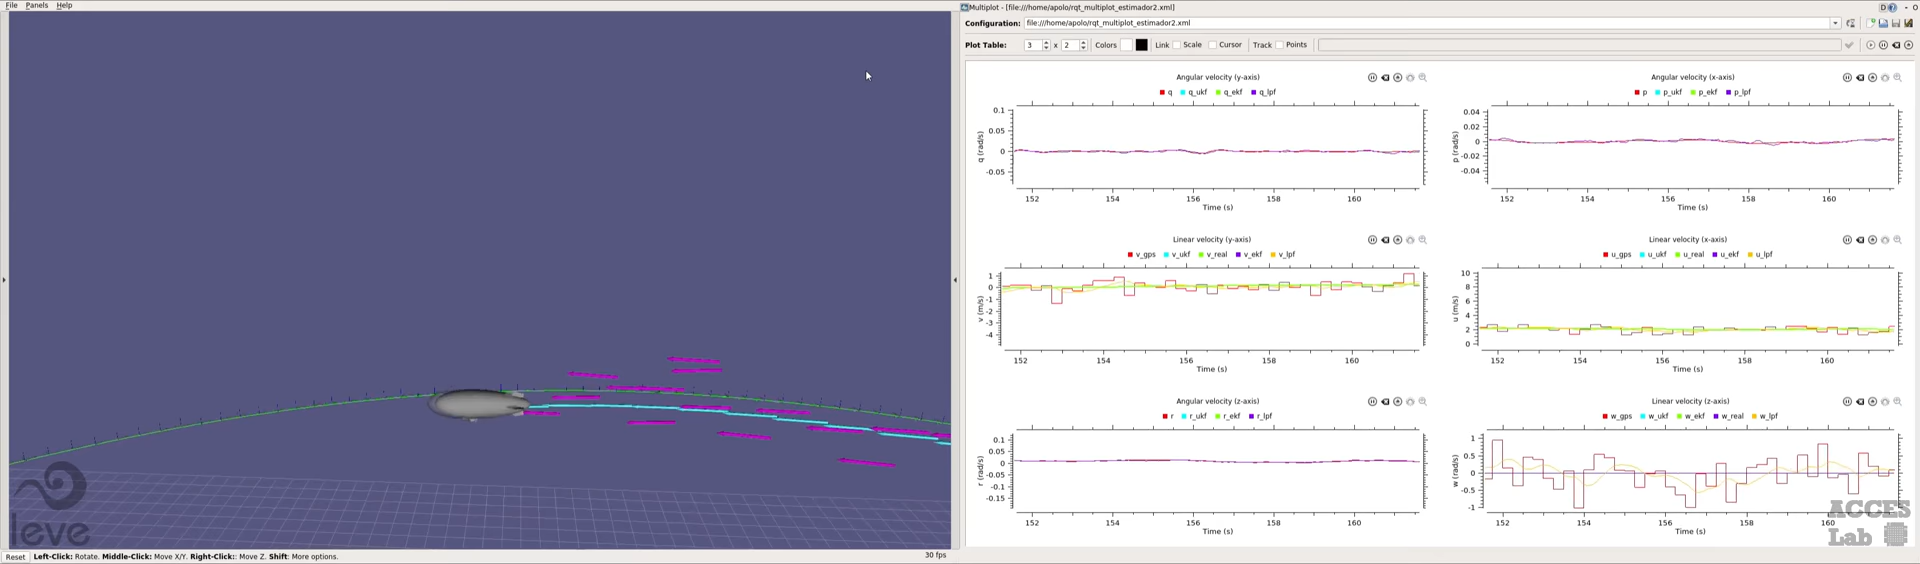 File Panels Help
Multiplot - [file:///home/apolo/rqt_multiplot_estimador2.xml]
Configuration: file:///home/apolo/rqt_multiplot_estimador2.xml
Plot Table: 3 x 2 Colors Link Scale Cursor Track Points
Angular velocity (y-axis)
q q_ukf q_ekf q_lpf
0.1
0.05
0
-0.05
q (rad/s)
152 154 156 158 160
Time (s)
Angular velocity (x-axis)
p p_ukf p_ekf p_lpf
0.04
0.02
0
-0.02
-0.04
p (rad/s)
152 154 156 158 160
Time (s)
Linear velocity (y-axis)
v_gps v_ukf v_real v_ekf v_lpf
1
0
-1
-2
-3
-4
v (m/s)
152 154 156 158 160
Time (s)
Linear velocity (x-axis)
u_gps u_ukf u_real u_ekf u_lpf
10
8
6
4
2
0
u (m/s)
152 154 156 158 160
Time (s)
Angular velocity (z-axis)
r r_ukf r_ekf r_lpf
0.1
0.05
0
-0.05
-0.1
-0.15
r (rad/s)
152 154 156 158 160
Time (s)
Linear velocity (z-axis)
w_gps w_ukf w_ekf w_real w_lpf
1
0.5
0
-0.5
-1
w (m/s)
152 154 156 158 160
Time (s)
leve
ACCES
Lab
Reset Left-Click: Rotate. Middle-Click: Move X/Y. Right-Click:: Move Z. Shift: More options. 30 fps